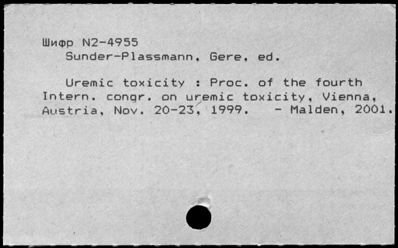 Шифр N2-4955
Sunder-Plassmann, Gere, ed.
Uremic toxicity : Proc. of the fourth
Intern. congr. on uremic toxicity, Vienna,
Austria, Nov. 20-23, 1999. - Malden, 2001.